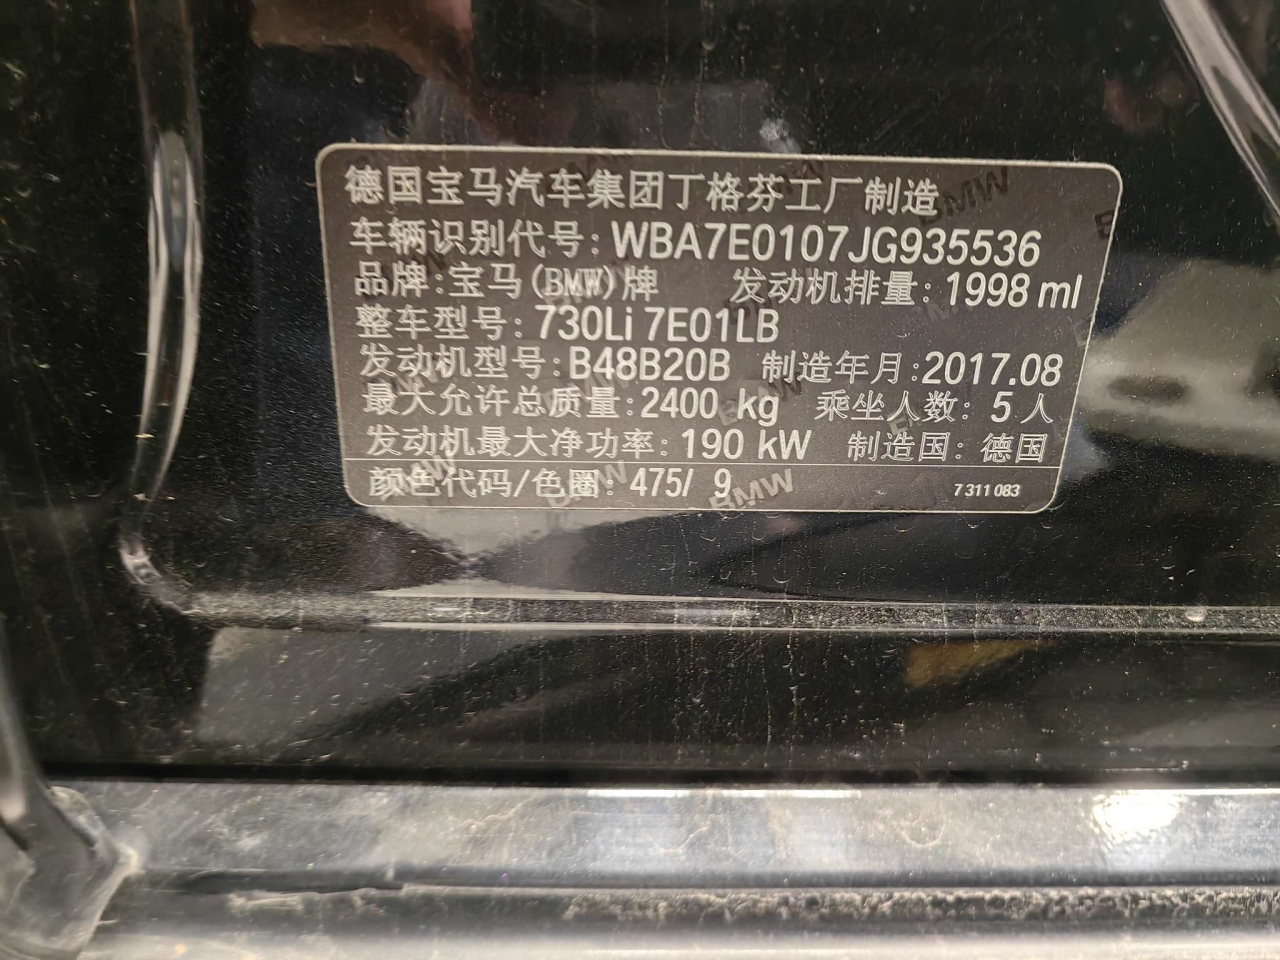 德国宝马汽车集团丁格芬工厂制造
车辆识别代号: WBA7E0107JG935536
品牌:宝马(BMW)牌 发动机排量: 1998 ml
整车型号: 730Li 7E01LB
发动机型号: B48B20B 制造年月:2017.08
最大允许总质量:2400 kg 乘坐人数: 5 人
发动机最大净功率: 190 kW 制造国: 德国
颜色代码/色圈: 475/ 9 7 311 083